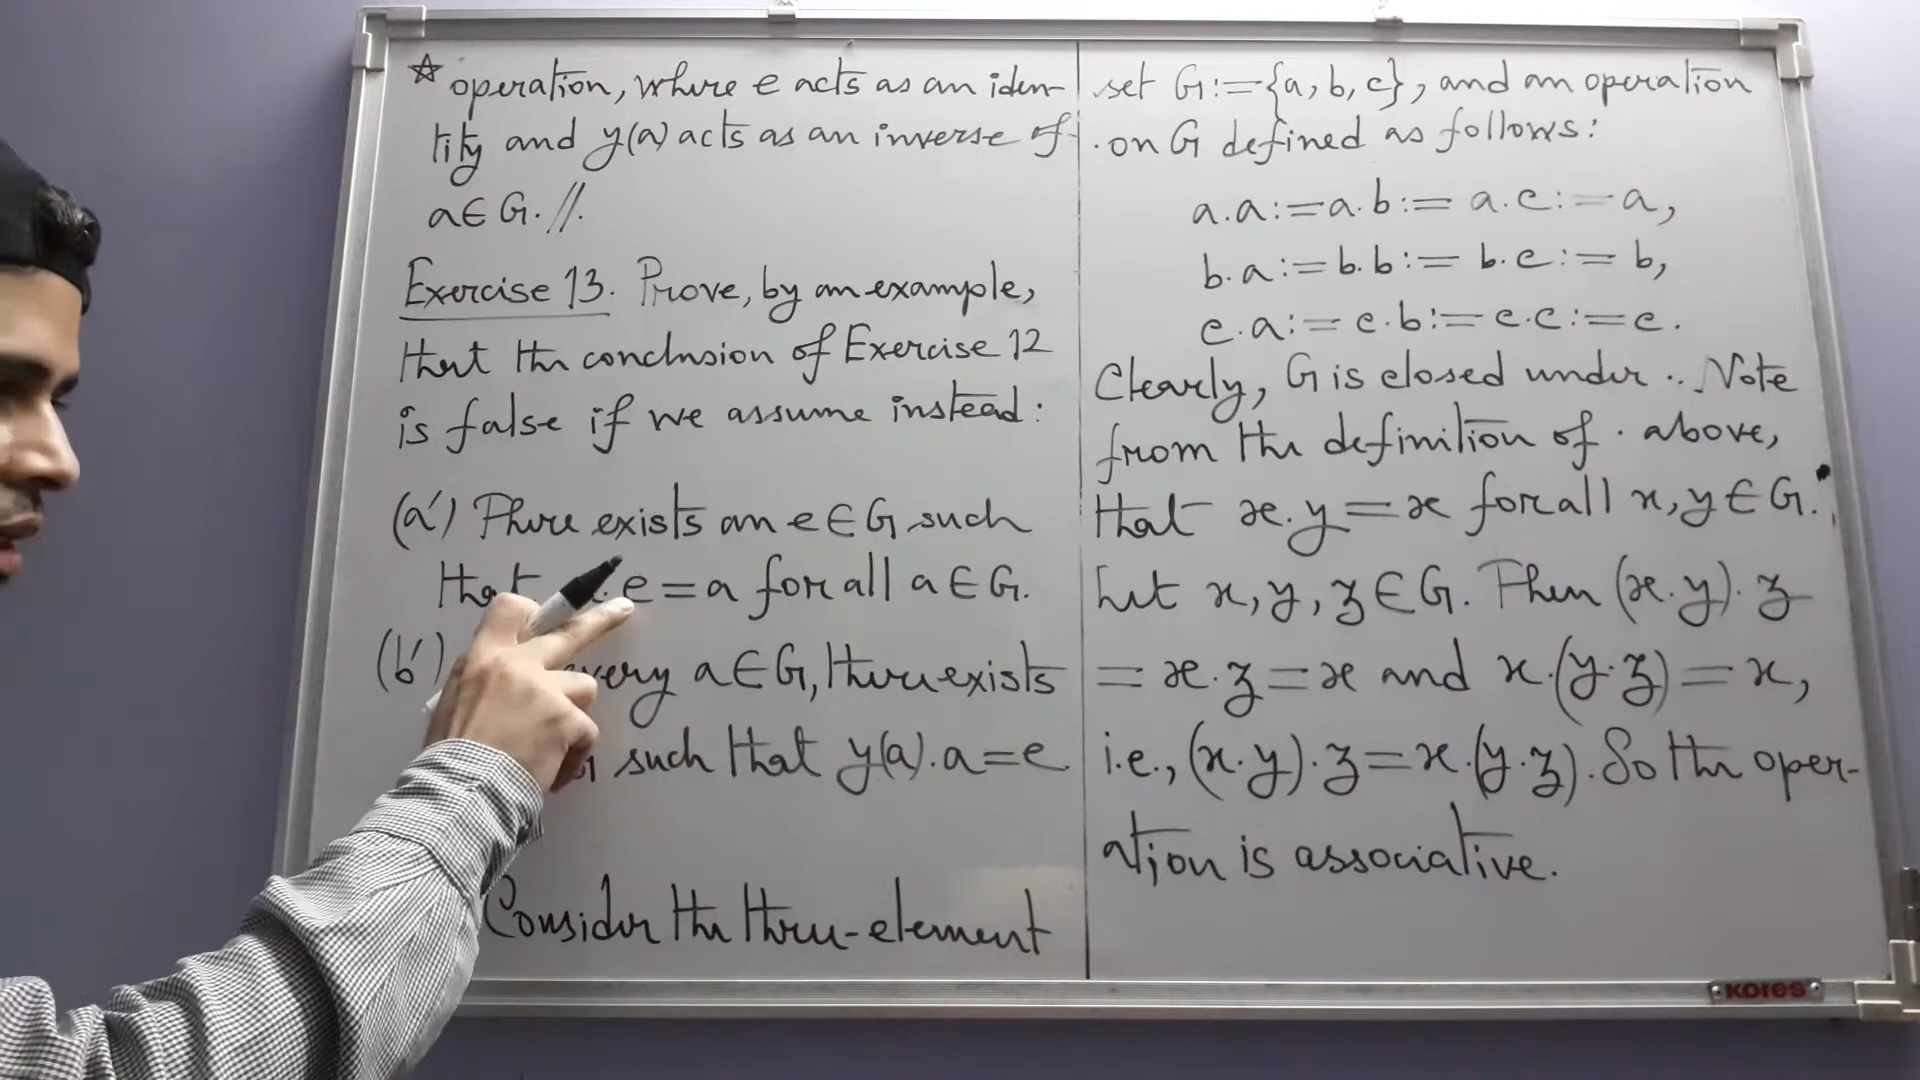 ☆ operation, where e acts as an iden-
tity and y(a) acts as an inverse of
a∈G. //.
Exercise 13. Prove, by an example,
that the conclusion of Exercise 12
is false if we assume instead:
(a') There exists an e∈G such
that .e=a for all a∈G.
(b') every a∈G, there exists
such that y(a).a=e
Consider the three-element
set G:={a, b, c}, and an operation
. on G defined as follows:
a.a:=a.b:=a.c:=a,
b.a:=b.b:=b.c:=b,
c.a:=c.b:=c.c:=c.
Clearly, G is closed under .. Note
from the definition of . above,
that x.y=x for all x,y∈G.
Let x, y, z∈G. Then (x.y).z
= x.z=x and x.(y.z)=x,
i.e., (x.y).z=x.(y.z). So the oper-
ation is associative.
kores